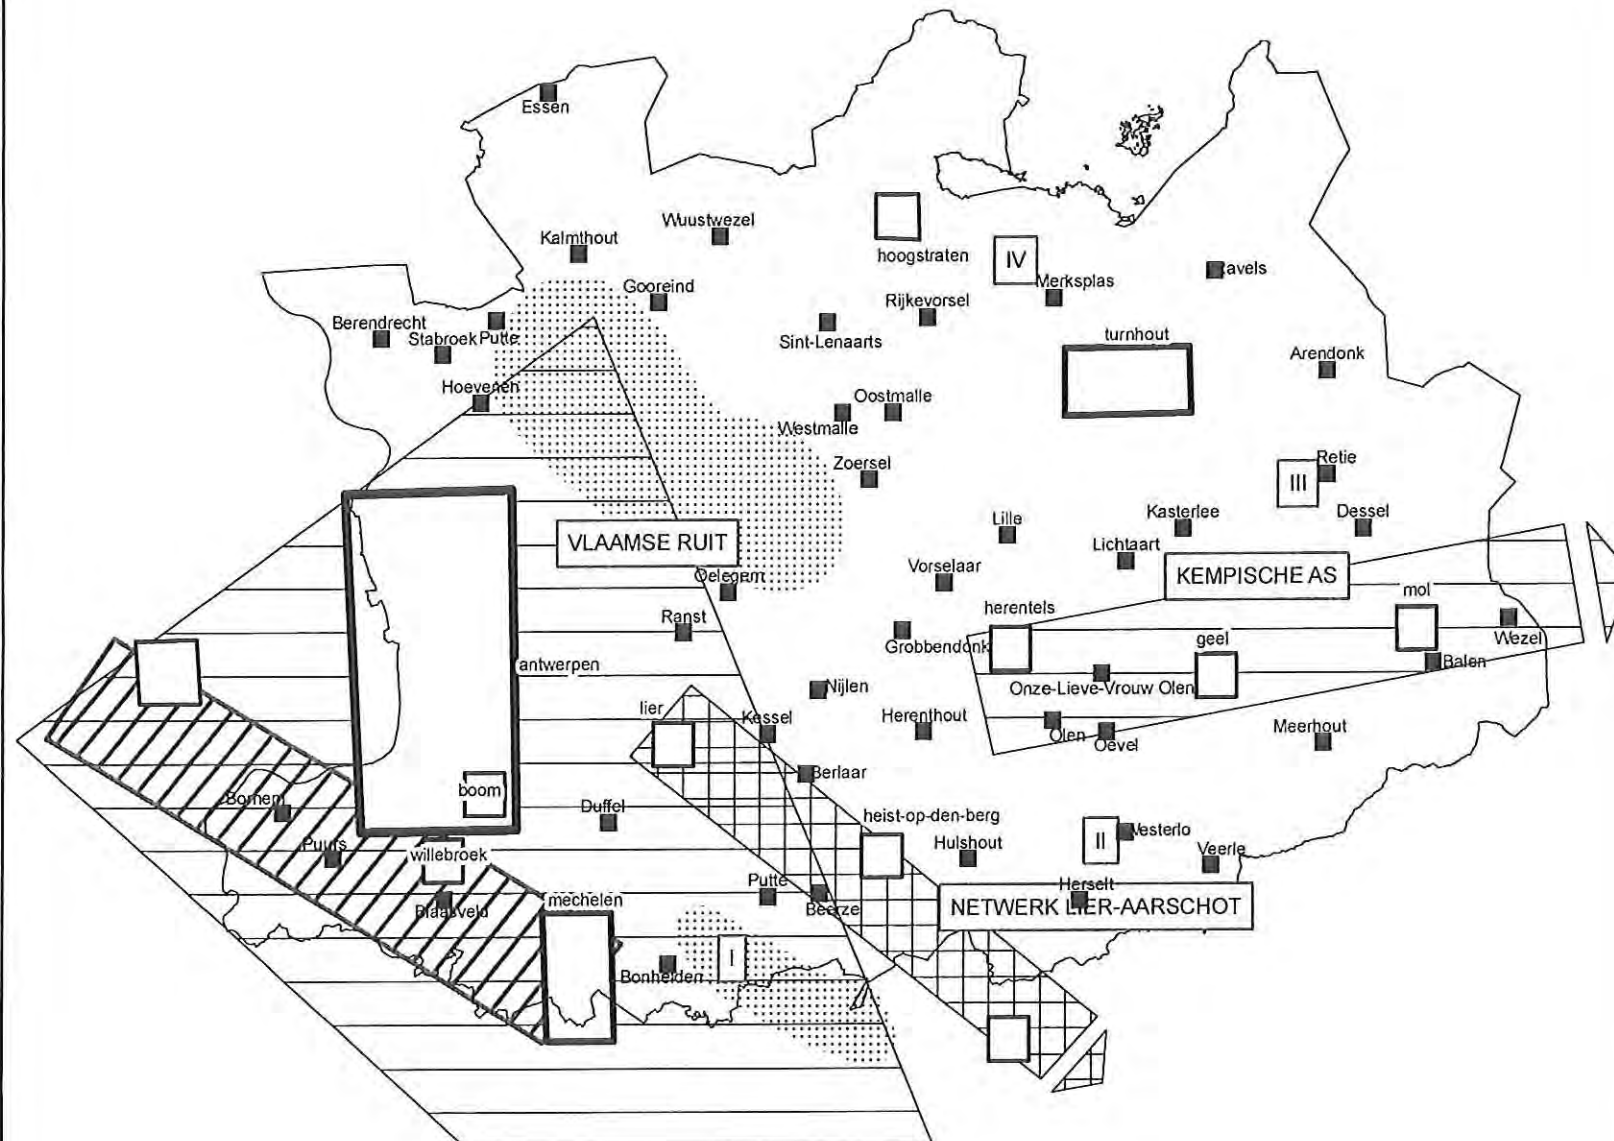 Essen
Wuustwezel
Kalmthout
hoogstraten
IV
Merksplas
Ravels
Gooreind
Rijkevorsel
Berendrecht
Stabroek
Putte
Sint-Lenaarts
turnhout
Arendonk
Hoevenen
Oostmalle
Westmalle
Zoersel
Retie
III
Lille
Kasterlee
Dessel
VLAAMSE RUIT
Lichtaart
Vorselaar
KEMPISCHE AS
Oelegem
mol
herentels
Ranst
Grobbendonk
geel
Wezel
antwerpen
Balen
Nijlen
Onze-Lieve-Vrouw Olen
lier
Kessel
Herenthout
Olen
Oevel
Meerhout
Berlaar
boom
Bornem
Duffel
heist-op-den-berg
Hulshout
II
Westerlo
Veerle
Puurs
willebroek
Putte
Herselt
Blaasveld
mechelen
Beerze
NETWERK LIER-AARSCHOT
I
Bonheiden